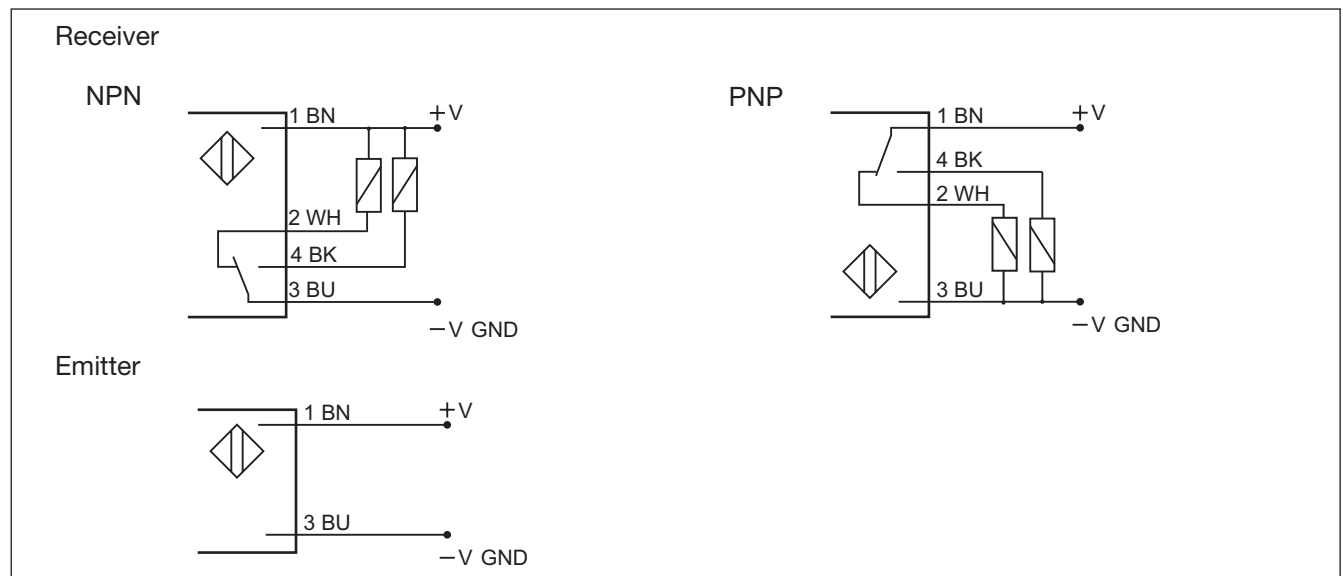 Receiver
NPN
1 BN
+V
2 WH
4 BK
3 BU
−V GND
PNP
1 BN
+V
4 BK
2 WH
3 BU
−V GND
Emitter
1 BN
+V
3 BU
−V GND